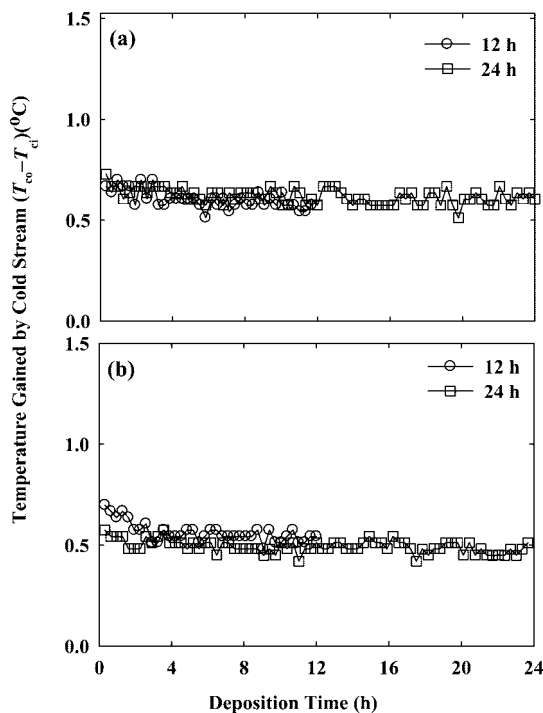 Temperature Gained by Cold Stream (Tco−Tci)(⁰C)
1.5
(a)
12 h
24 h
1.0
0.5
0.0
1.5
(b)
12 h
24 h
1.0
0.5
0.0
0 4 8 12 16 20 24
Deposition Time (h)